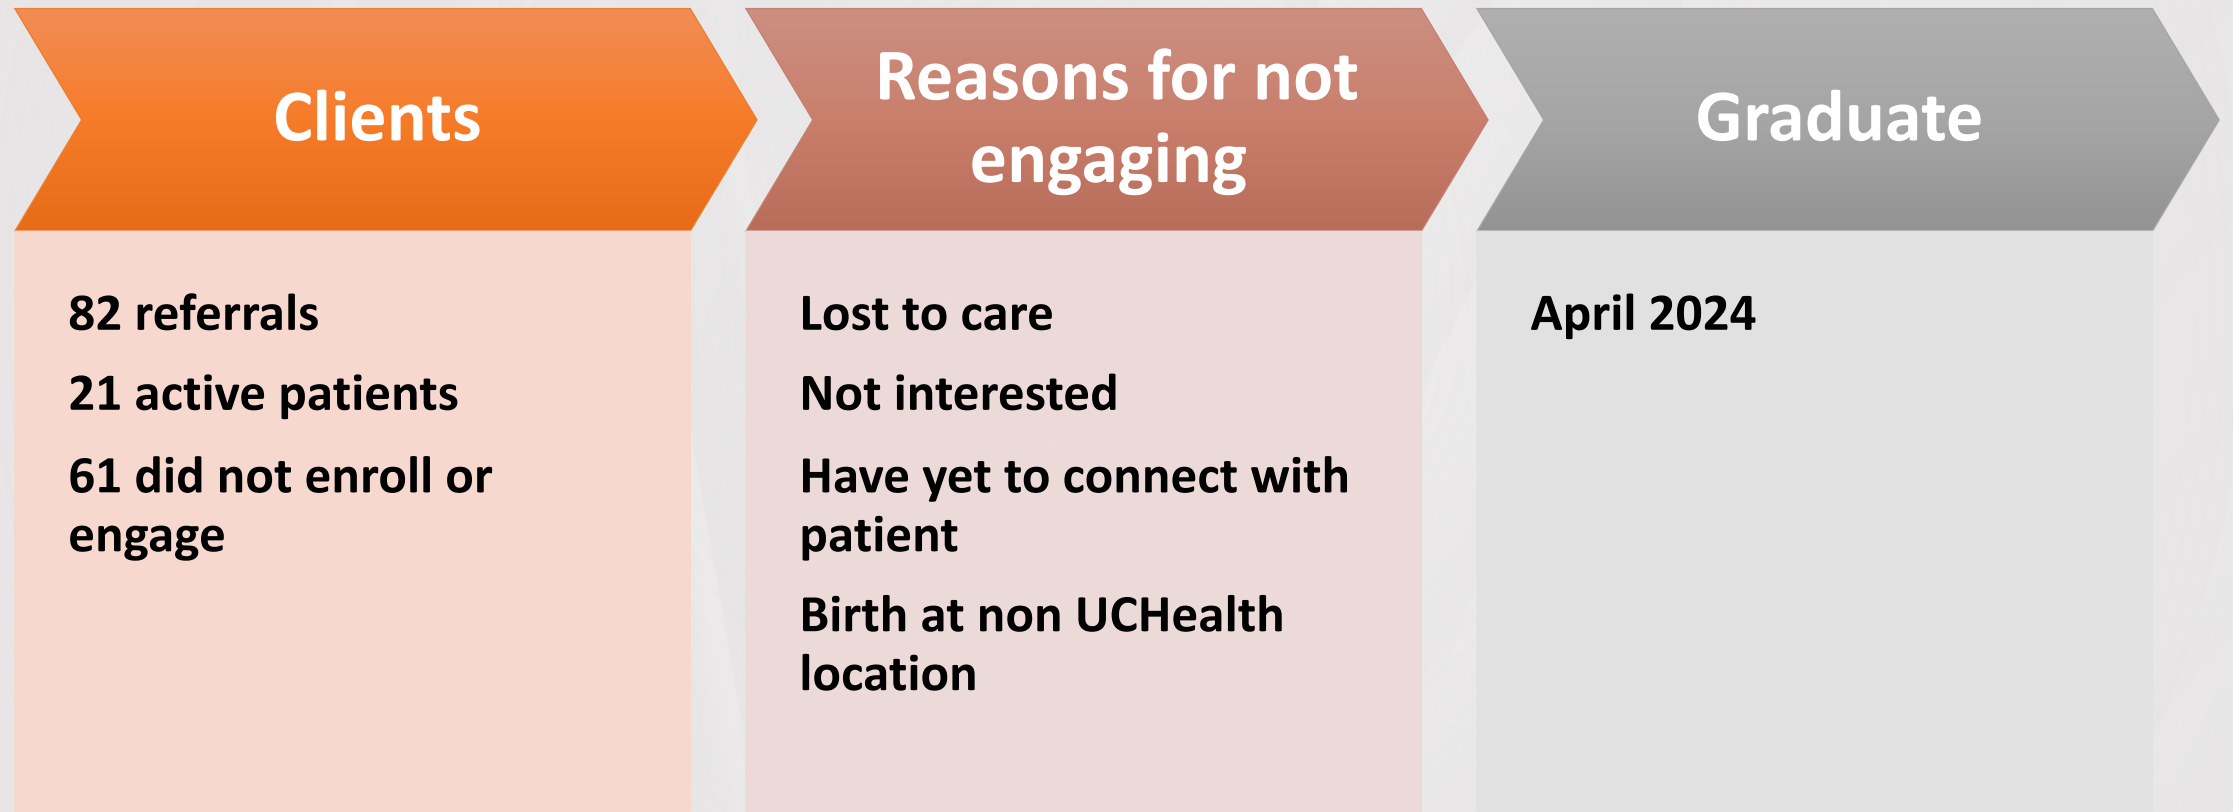 Clients
82 referrals
21 active patients
61 did not enroll or
engage
Reasons for not
engaging
Lost to care
Not interested
Have yet to connect with
patient
Birth at non UCHealth
location
Graduate
April 2024